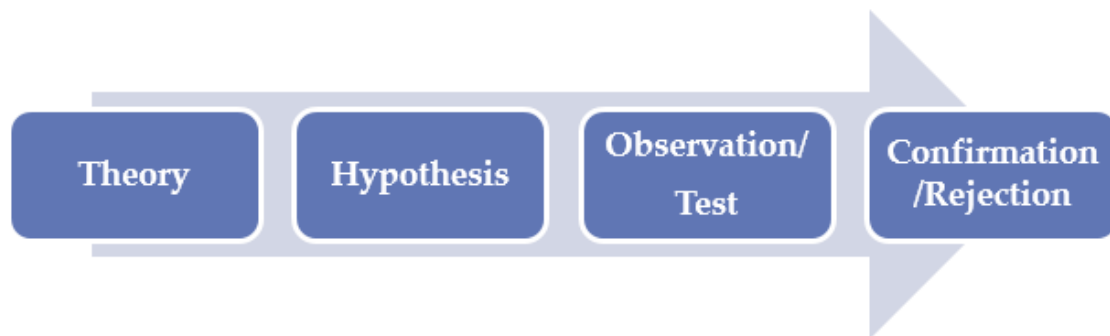 Theory
Hypothesis
Observation/
Test
Confirmation
/Rejection